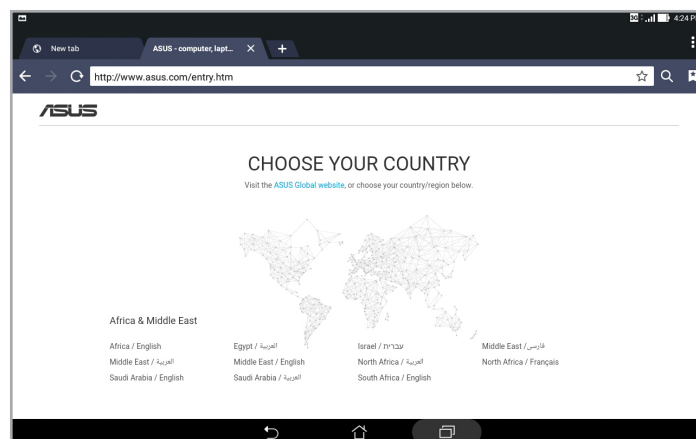 3G 4:24 P
New tab
ASUS - computer, lapt...
http://www.asus.com/entry.htm
ASUS
CHOOSE YOUR COUNTRY
Visit the ASUS Global website, or choose your country/region below.
Africa & Middle East
Africa / English
Egypt / العربية
Israel / עברית
Middle East / فارسی
Middle East / العربية
Middle East / English
North Africa / العربية
North Africa / Français
Saudi Arabia / English
Saudi Arabia / العربية
South Africa / English